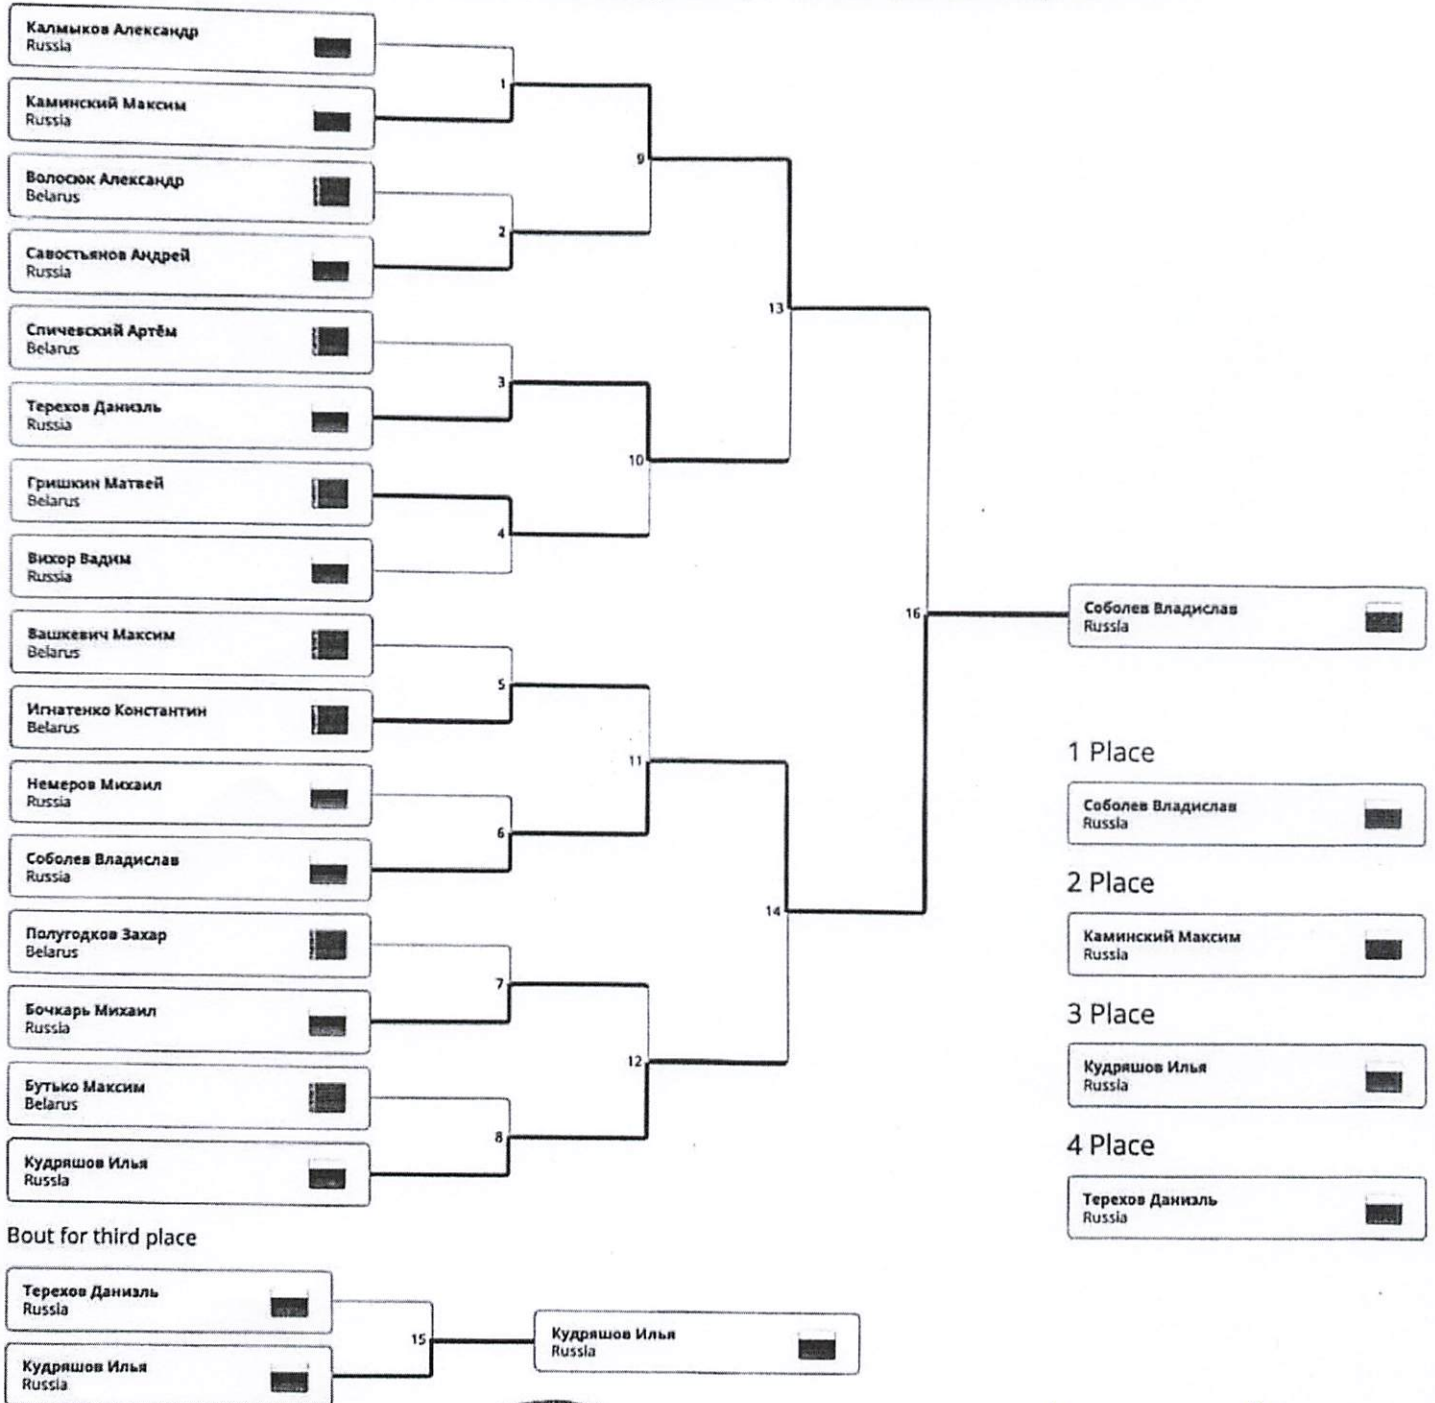 Калмыков Александр
Russia
Каминский Максим
Russia
Волосюк Александр
Belarus
Савостьянов Андрей
Russia
Спичевский Артём
Belarus
Терехов Даниэль
Russia
Гришкин Матвей
Belarus
Вихор Вадим
Russia
Вашкевич Максим
Belarus
Игнатенко Константин
Belarus
Немеров Михаил
Russia
Соболев Владислав
Russia
Полугодков Захар
Belarus
Бочкарь Михаил
Russia
Бутько Максим
Belarus
Кудряшов Илья
Russia
1
2
3
4
5
6
7
8
9
10
11
12
13
14
16
Соболев Владислав
Russia
1 Place
Соболев Владислав
Russia
2 Place
Каминский Максим
Russia
3 Place
Кудряшов Илья
Russia
4 Place
Терехов Даниэль
Russia
Bout for third place
Терехов Даниэль
Russia
Кудряшов Илья
Russia
15
Кудряшов Илья
Russia